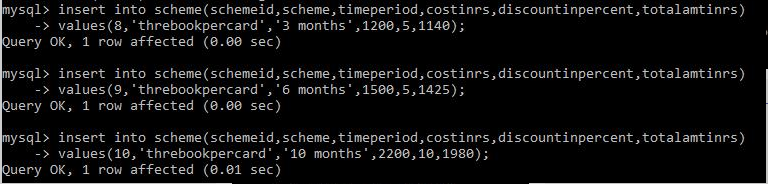 mysql> insert into scheme(schemeid,scheme,timeperiod,costinrs,discountinpercent,totalamtinrs)
-> values(8,'threbookpercard','3 months',1200,5,1140);
Query OK, 1 row affected (0.00 sec)
mysql> insert into scheme(schemeid,scheme,timeperiod,costinrs,discountinpercent,totalamtinrs)
-> values(9,'threbookpercard','6 months',1500,5,1425);
Query OK, 1 row affected (0.00 sec)
mysql> insert into scheme(schemeid,scheme,timeperiod,costinrs,discountinpercent,totalamtinrs)
-> values(10,'threbookpercard','10 months',2200,10,1980);
Query OK, 1 row affected (0.01 sec)